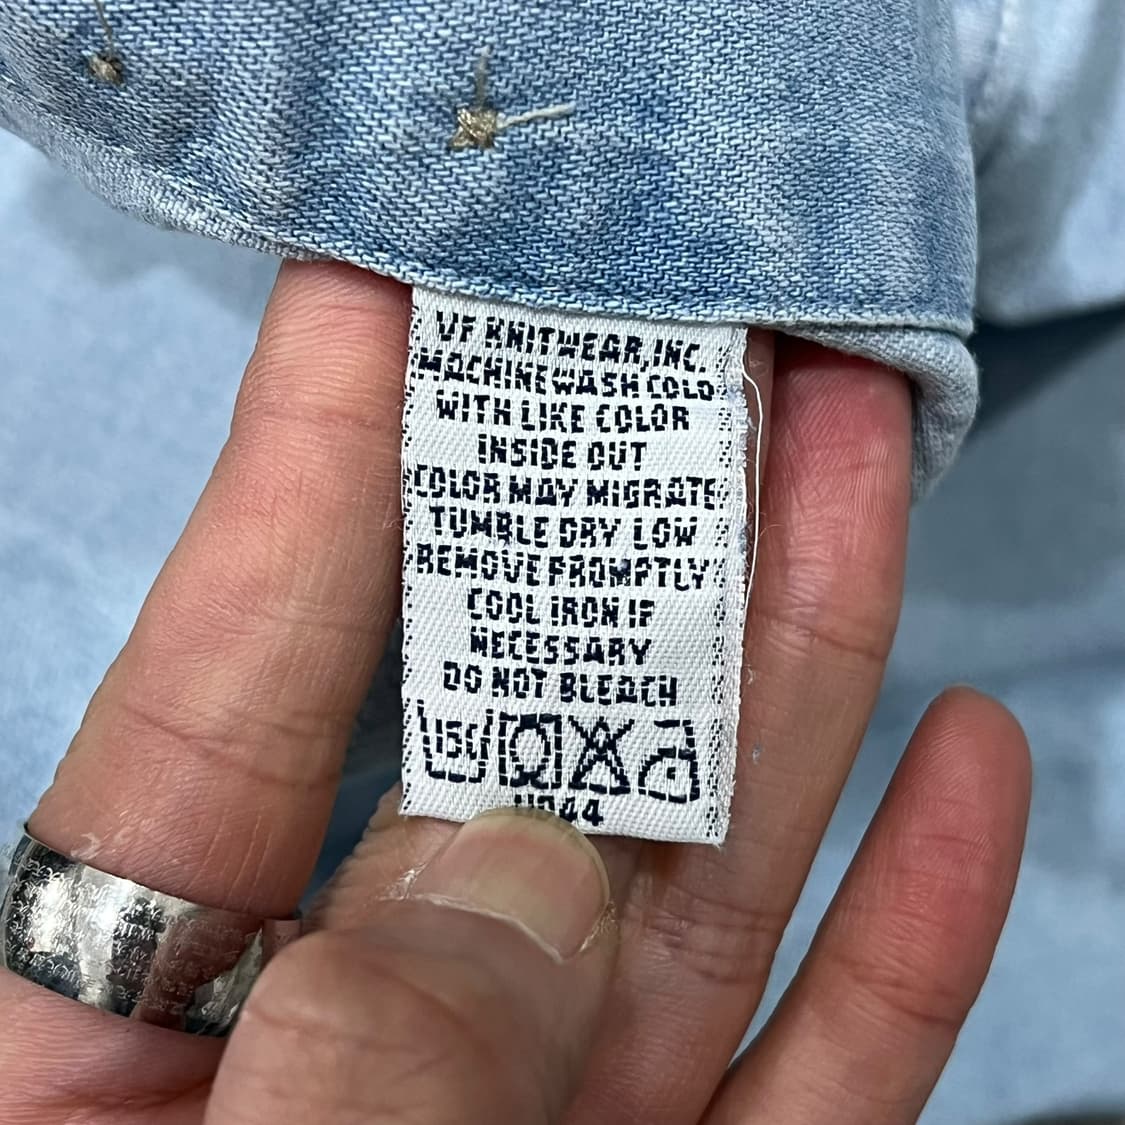 VF KNITWEAR, INC.
MACHINE WASH COLD
WITH LIKE COLOR
INSIDE OUT
COLOR MAY MIGRATE
TUMBLE DRY LOW
REMOVE PROMPTLY
COOL IRON IF
NECESSARY
DO NOT BLEACH